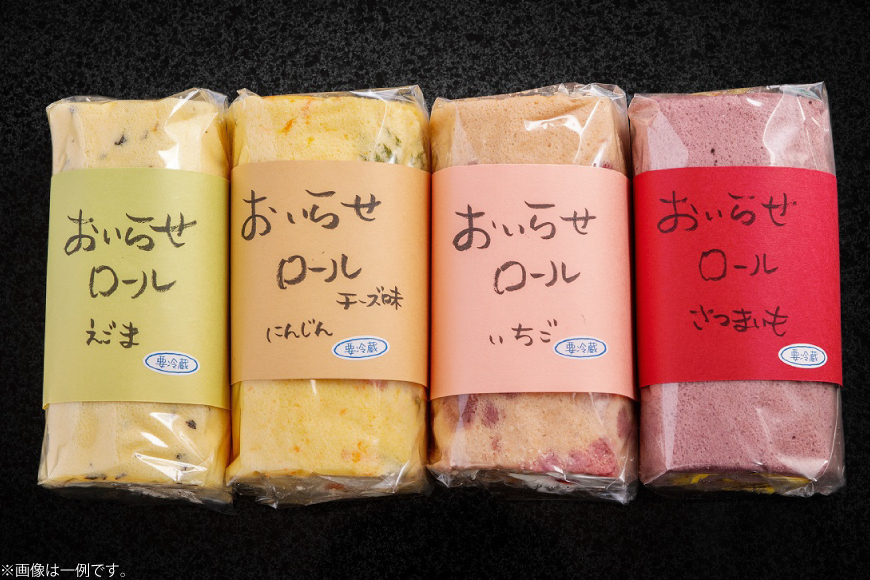 おいらせ
ロール
えごま
要冷蔵
おいらせ
ロール
チーズ味
にんじん
要冷蔵
おいらせ
ロール
いちご
要冷蔵
おいらせ
ロール
さつまいも
要冷蔵
※画像は一例です。